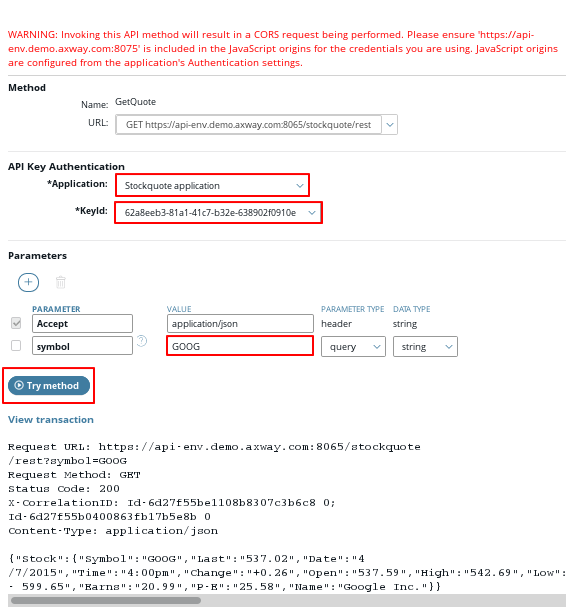 WARNING: Invoking this API method will result in a CORS request being performed. Please ensure 'https://api-
env.demo.axway.com:8075' is included in the JavaScript origins for the credentials you are using. JavaScript origins
are configured from the application's Authentication settings.
Method
Name: GetQuote
URL: GET https://api-env.demo.axway.com:8065/stockquote/rest
API Key Authentication
*Application: Stockquote application
*KeyId: 62a8eeb3-81a1-41c7-b32e-638902f0910e
Parameters
PARAMETER VALUE PARAMETER TYPE DATA TYPE
Accept application/json header string
symbol ? GOOG query string
Try method
View transaction
Request URL: https://api-env.demo.axway.com:8065/stockquote
/rest?symbol=GOOG
Request Method: GET
Status Code: 200
X-CorrelationID: Id-6d27f55be1108b8307c3b6c8 0;
Id-6d27f55b0400863fb17b5e8b 0
Content-Type: application/json
{"Stock":{"Symbol":"GOOG","Last":"537.02","Date":"4
/7/2015","Time":"4:00pm","Change":"+0.26","Open":"537.59","High":"542.69","Low":
- 599.65","Earns":"20.99","P-E":"25.58","Name":"Google Inc."}}